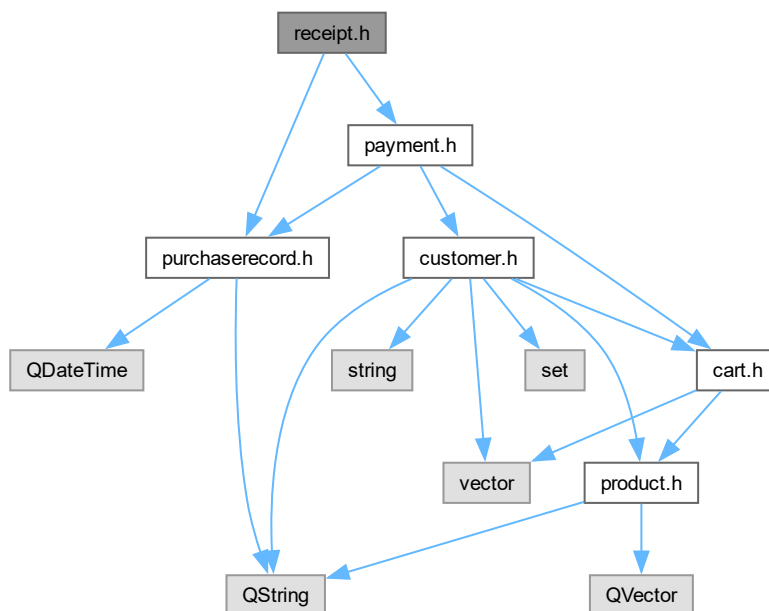 receipt.h
payment.h
purchaserecord.h
customer.h
QDateTime
string
set
cart.h
vector
product.h
QString
QVector